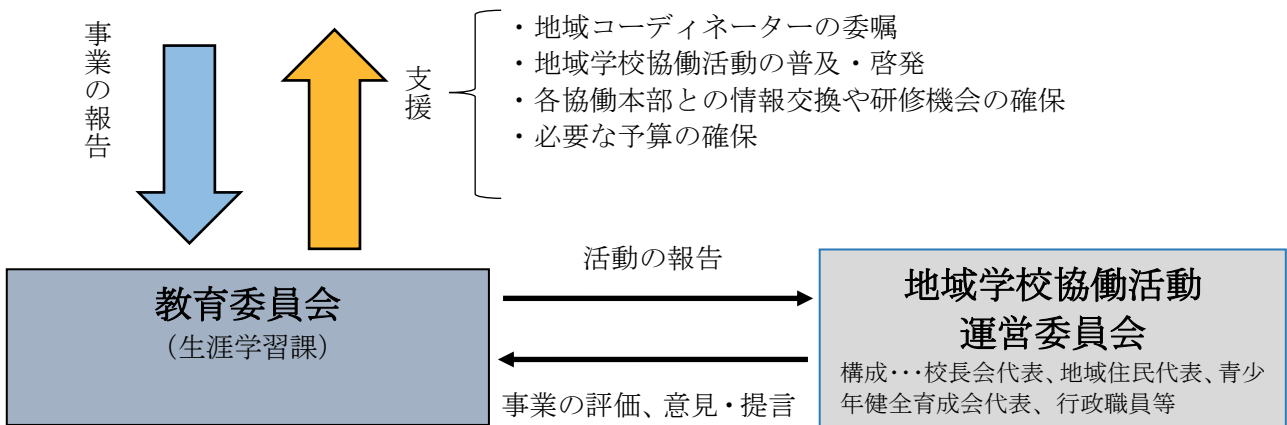 事業の報告
支援
・地域コーディネーターの委嘱
・地域学校協働活動の普及・啓発
・各協働本部との情報交換や研修機会の確保
・必要な予算の確保
教育委員会
(生涯学習課)
活動の報告
事業の評価、意見・提言
地域学校協働活動
運営委員会
構成･･･校長会代表、地域住民代表、青少
年健全育成会代表、行政職員等